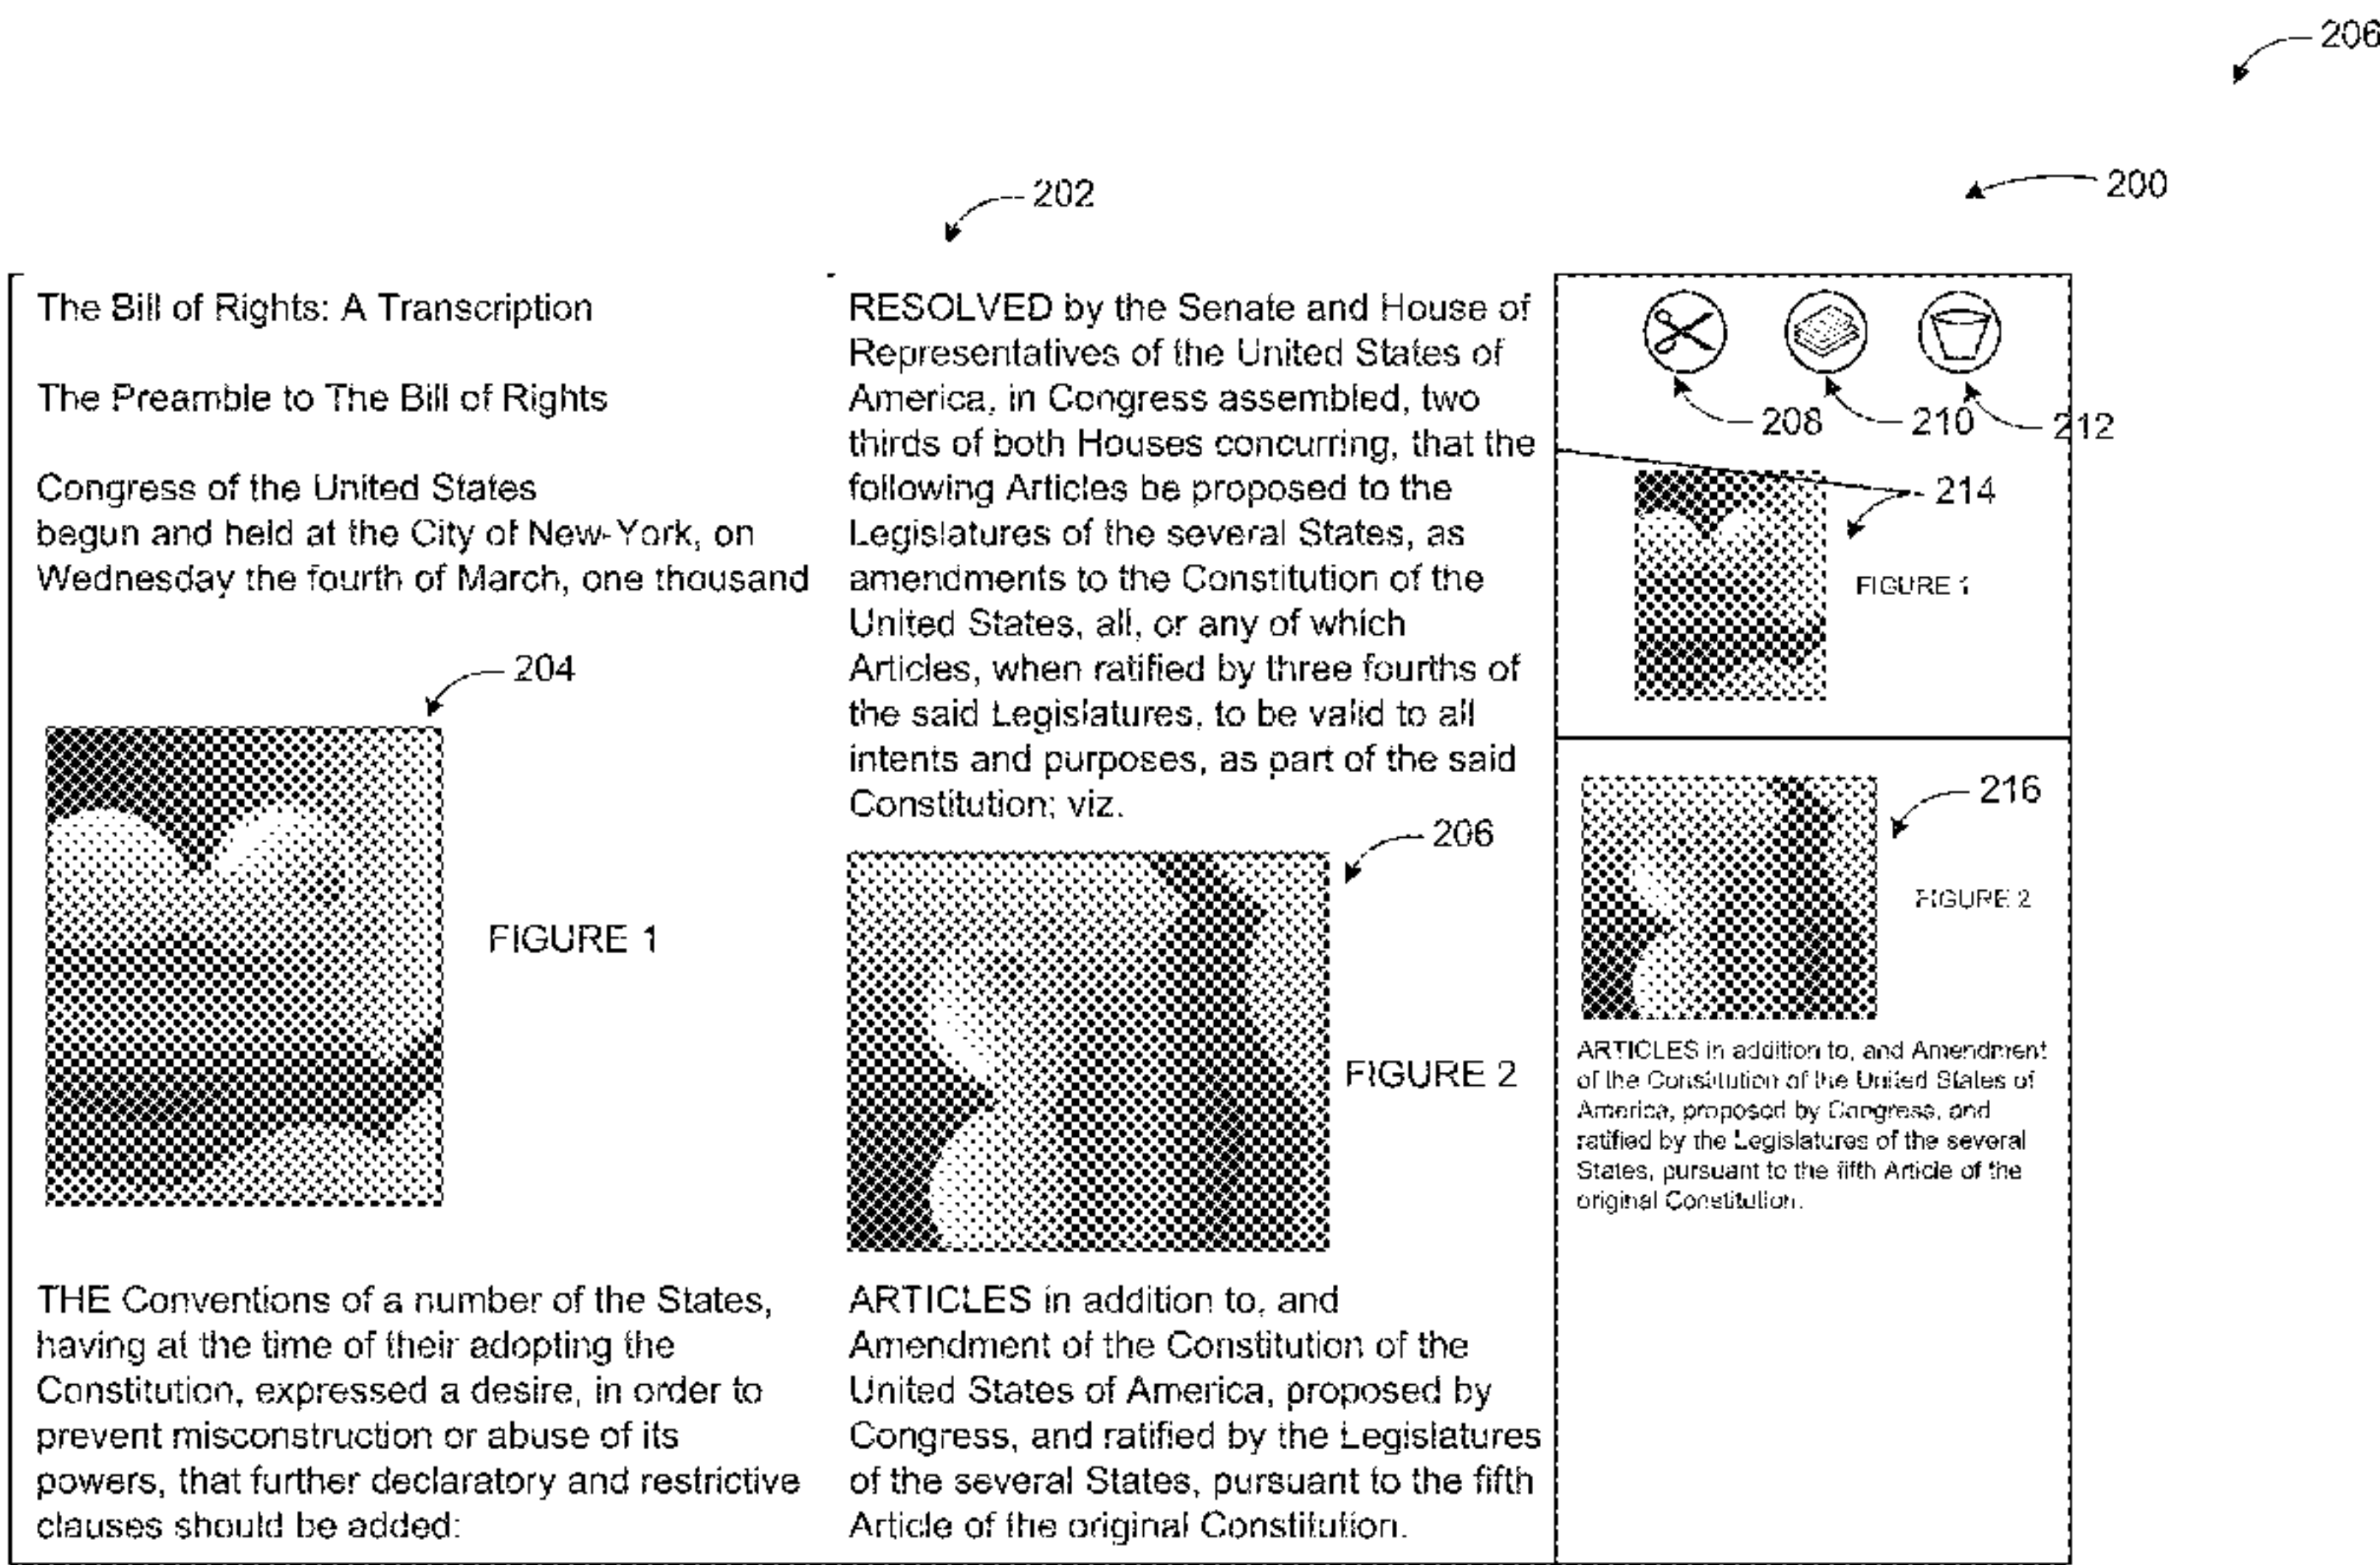 206
200
202
The Bill of Rights: A Transcription
The Preamble to The Bill of Rights
Congress of the United States
begun and held at the City of New-York, on
Wednesday the fourth of March, one thousand
204
FIGURE 1
THE Conventions of a number of the States,
having at the time of their adopting the
Constitution, expressed a desire, in order to
prevent misconstruction or abuse of its
powers, that further declaratory and restrictive
clauses should be added:
RESOLVED by the Senate and House of
Representatives of the United States of
America, in Congress assembled, two
thirds of both Houses concurring, that the
following Articles be proposed to the
Legislatures of the several States, as
amendments to the Constitution of the
United States, all, or any of which
Articles, when ratified by three fourths of
the said Legislatures, to be valid to all
intents and purposes, as part of the said
Constitution; viz.
206
FIGURE 2
ARTICLES in addition to, and
Amendment of the Constitution of the
United States of America, proposed by
Congress, and ratified by the Legislatures
of the several States, pursuant to the fifth
Article of the original Constitution.
208
210
212
214
FIGURE 1
216
FIGURE 2
ARTICLES in addition to, and Amendment
of the Constitution of the United States of
America, proposed by Congress, and
ratified by the Legislatures of the several
States, pursuant to the fifth Article of the
original Constitution.